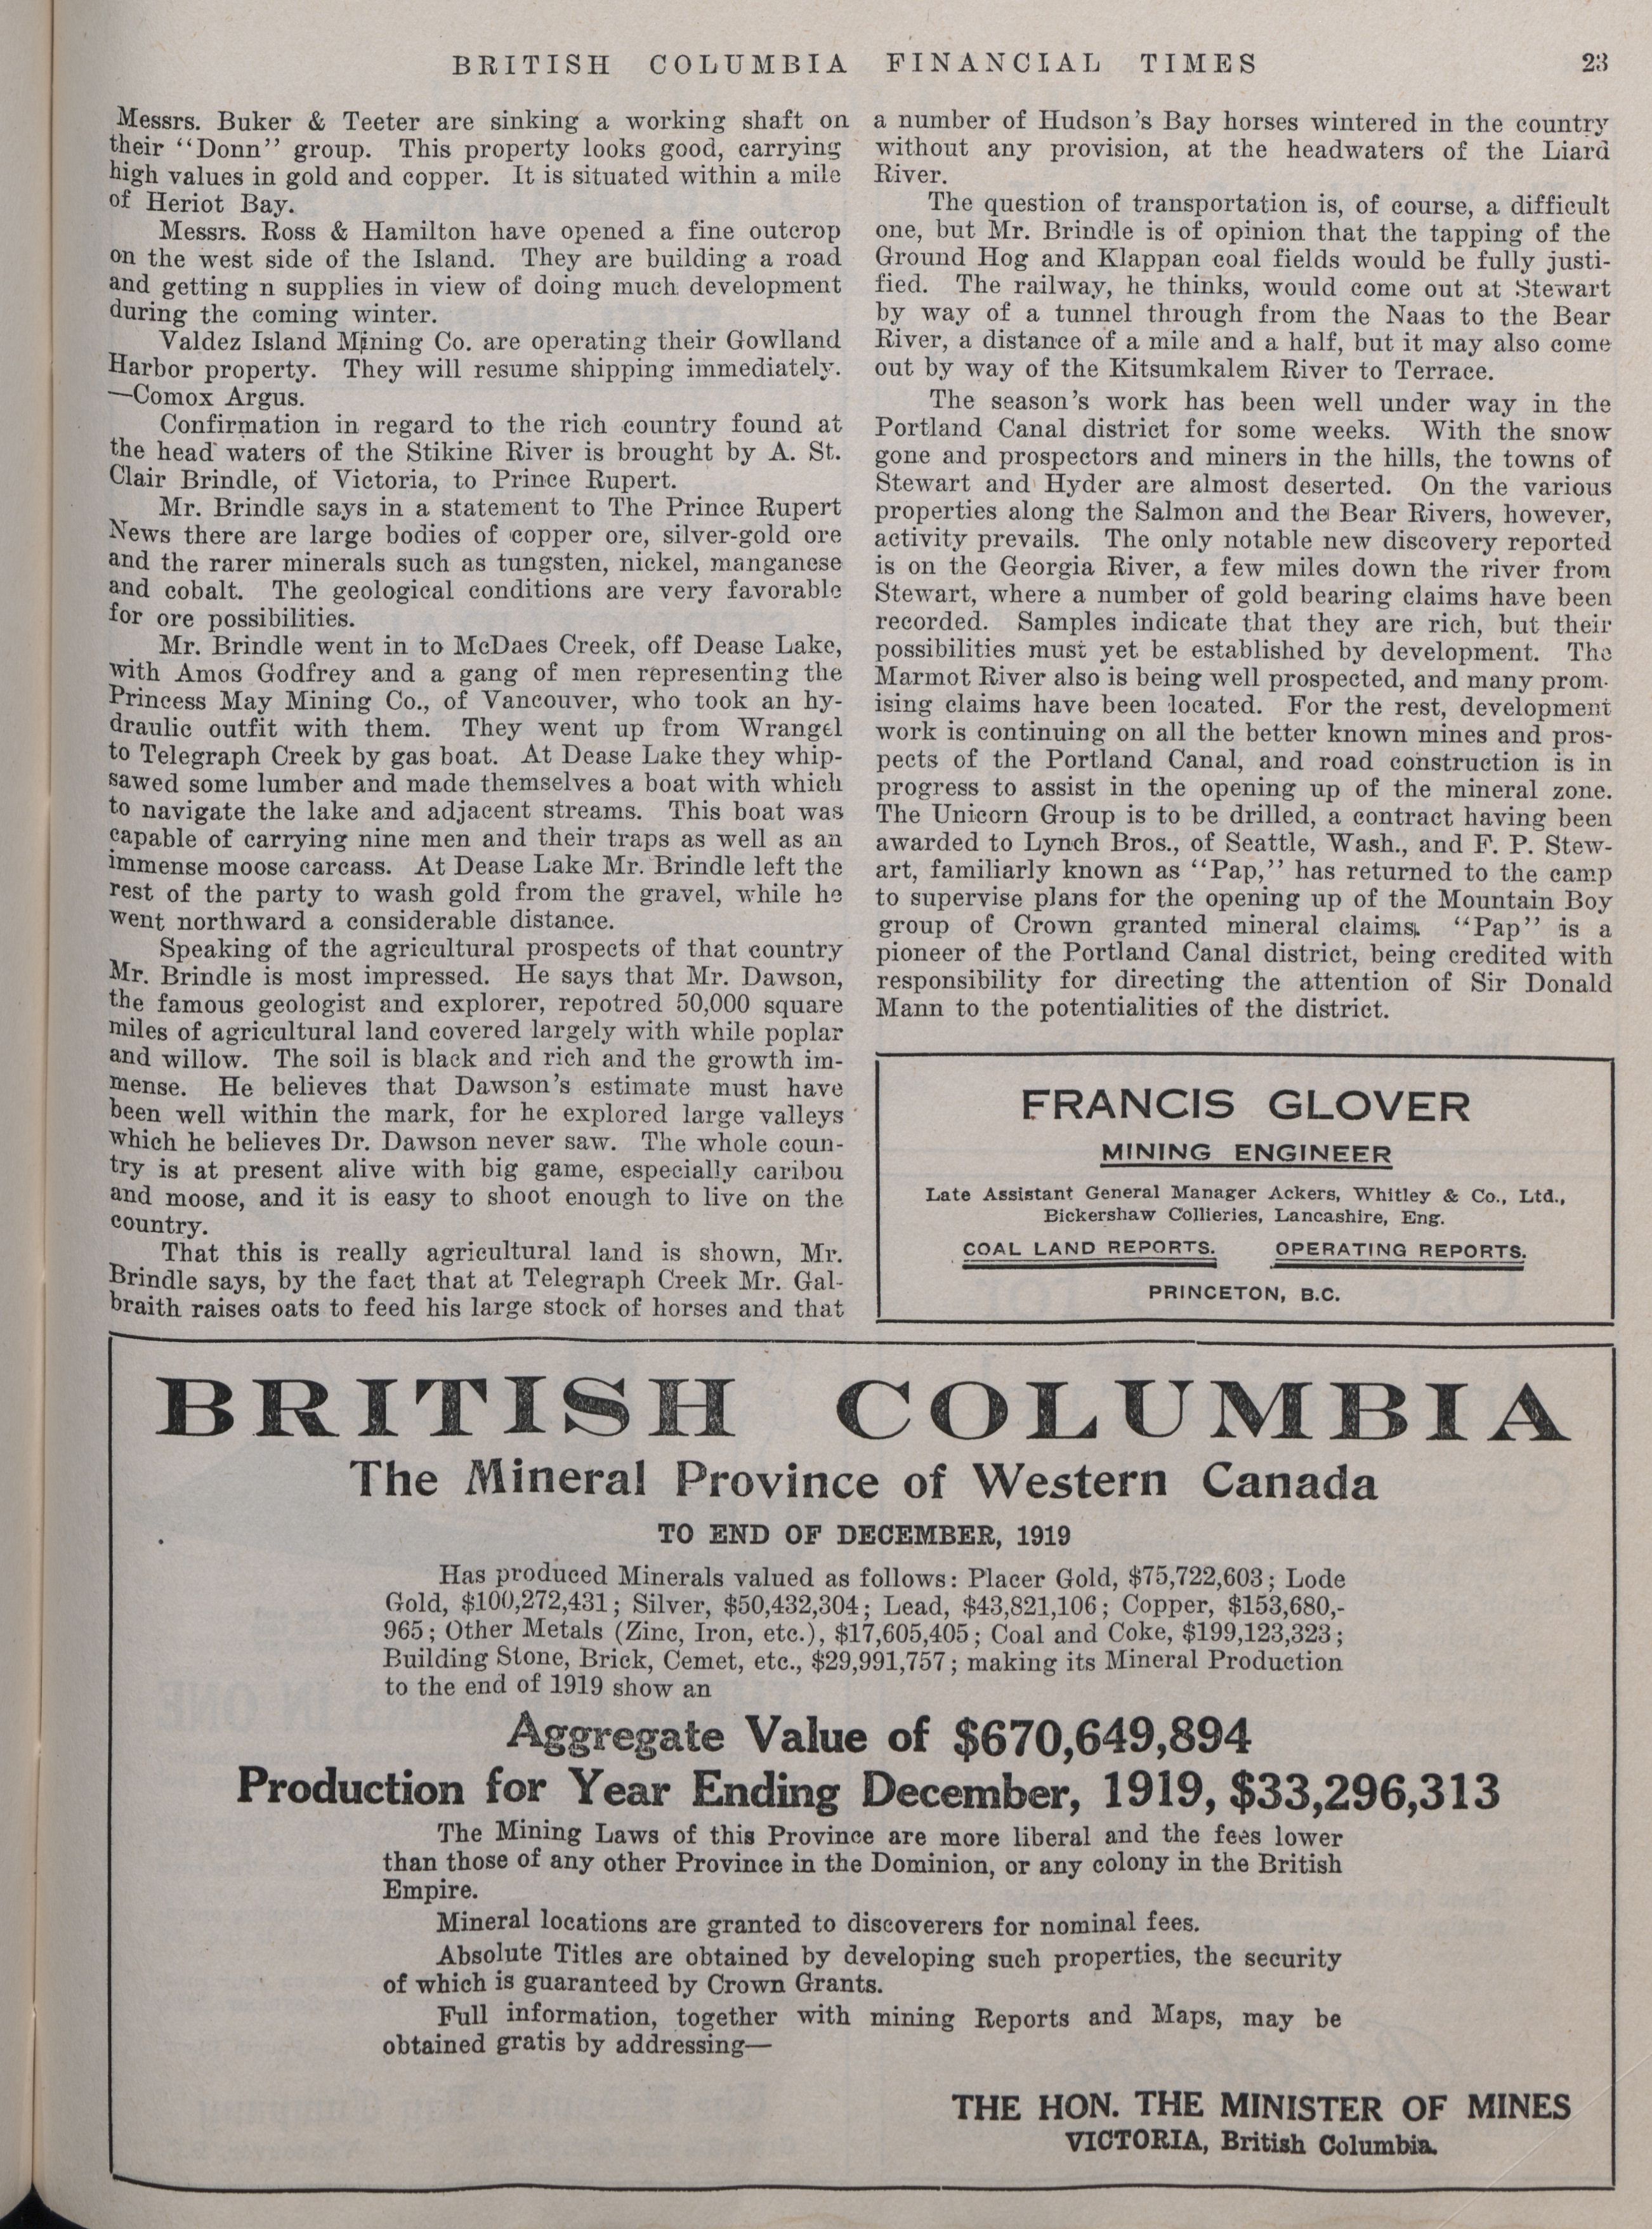 BRITISH COLUMBIA FINANCIAL TIMES 23
Messrs. Buker & Teeter are sinking a working shaft on
their "Donn" group. This property looks good, carrying
high values in gold and copper. It is situated within a mile
of Heriot Bay.
Messrs. Ross & Hamilton have opened a fine outcrop
on the west side of the Island. They are building a road
and getting n supplies in view of doing much development
during the coming winter.
Valdez Island Mining Co. are operating their Gowlland
Harbor property. They will resume shipping immediately.
—Comox Argus.
Confirmation in regard to the rich country found at
the head waters of the Stikine River is brought by A. St.
Clair Brindle, of Victoria, to Prince Rupert.
Mr. Brindle says in a statement to The Prince Rupert
News there are large bodies of copper ore, silver-gold ore
and the rarer minerals such as tungsten, nickel, manganese
and cobalt. The geological conditions are very favorable
for ore possibilities.
Mr. Brindle went in to McDaes Creek, off Dease Lake,
with Amos Godfrey and a gang of men representing the
Princess May Mining Co., of Vancouver, who took an hy-
draulic outfit with them. They went up from Wrangel
to Telegraph Creek by gas boat. At Dease Lake they whip-
sawed some lumber and made themselves a boat with which
to navigate the lake and adjacent streams. This boat was
capable of carrying nine men and their traps as well as an
immense moose carcass. At Dease Lake Mr. Brindle left the
rest of the party to wash gold from the gravel, while he
went northward a considerable distance.
Speaking of the agricultural prospects of that country
Mr. Brindle is most impressed. He says that Mr. Dawson,
the famous geologist and explorer, repotred 50,000 square
miles of agricultural land covered largely with while poplar
and willow. The soil is black and rich and the growth im-
mense. He believes that Dawson's estimate must have
been well within the mark, for he explored large valleys
which he believes Dr. Dawson never saw. The whole coun-
try is at present alive with big game, especially caribou
and moose, and it is easy to shoot enough to live on the
country.
That this is really agricultural land is shown, Mr.
Brindle says, by the fact that at Telegraph Creek Mr. Gal-
braith raises oats to feed his large stock of horses and that
a number of Hudson's Bay horses wintered in the country
without any provision, at the headwaters of the Liard
River.
The question of transportation is, of course, a difficult
one, but Mr. Brindle is of opinion that the tapping of the
Ground Hog and Klappan coal fields would be fully justi-
fied. The railway, he thinks, would come out at Stewart
by way of a tunnel through from the Naas to the Bear
River, a distance of a mile and a half, but it may also come
out by way of the Kitsumkalem River to Terrace.
The season's work has been well under way in the
Portland Canal district for some weeks. With the snow
gone and prospectors and miners in the hills, the towns of
Stewart and Hyder are almost deserted. On the various
properties along the Salmon and the Bear Rivers, however,
activity prevails. The only notable new discovery reported
is on the Georgia River, a few miles down the river from
Stewart, where a number of gold bearing claims have been
recorded. Samples indicate that they are rich, but their
possibilities must yet be established by development. The
Marmot River also is being well prospected, and many prom-
ising claims have been located. For the rest, development
work is continuing on all the better known mines and pros-
pects of the Portland Canal, and road construction is in
progress to assist in the opening up of the mineral zone.
The Unicorn Group is to be drilled, a contract having been
awarded to Lynch Bros., of Seattle, Wash., and F. P. Stew-
art, familiarly known as "Pap," has returned to the camp
to supervise plans for the opening up of the Mountain Boy
group of Crown granted mineral claims. "Pap" is a
pioneer of the Portland Canal district, being credited with
responsibility for directing the attention of Sir Donald
Mann to the potentialities of the district.
FRANCIS GLOVER
MINING ENGINEER
Late Assistant General Manager Ackers, Whitley & Co., Ltd.,
Bickershaw Collieries, Lancashire, Eng.
COAL LAND REPORTS. OPERATING REPORTS.
PRINCETON, B.C.
BRITISH COLUMBIA
The Mineral Province of Western Canada
TO END OF DECEMBER, 1919
Has produced Minerals valued as follows: Placer Gold, $75,722,603; Lode
Gold, $100,272,431; Silver, $50,432,304; Lead, $43,821,106; Copper, $153,680,-
965; Other Metals (Zinc, Iron, etc.), $17,605,405; Coal and Coke, $199,123,323;
Building Stone, Brick, Cemet, etc., $29,991,757; making its Mineral Production
to the end of 1919 show an
Aggregate Value of $670,649,894
Production for Year Ending December, 1919, $33,296,313
The Mining Laws of this Province are more liberal and the fees lower
than those of any other Province in the Dominion, or any colony in the British
Empire.
Mineral locations are granted to discoverers for nominal fees.
Absolute Titles are obtained by developing such properties, the security
of which is guaranteed by Crown Grants.
Full information, together with mining Reports and Maps, may be
obtained gratis by addressing—
THE HON. THE MINISTER OF MINES
VICTORIA, British Columbia.